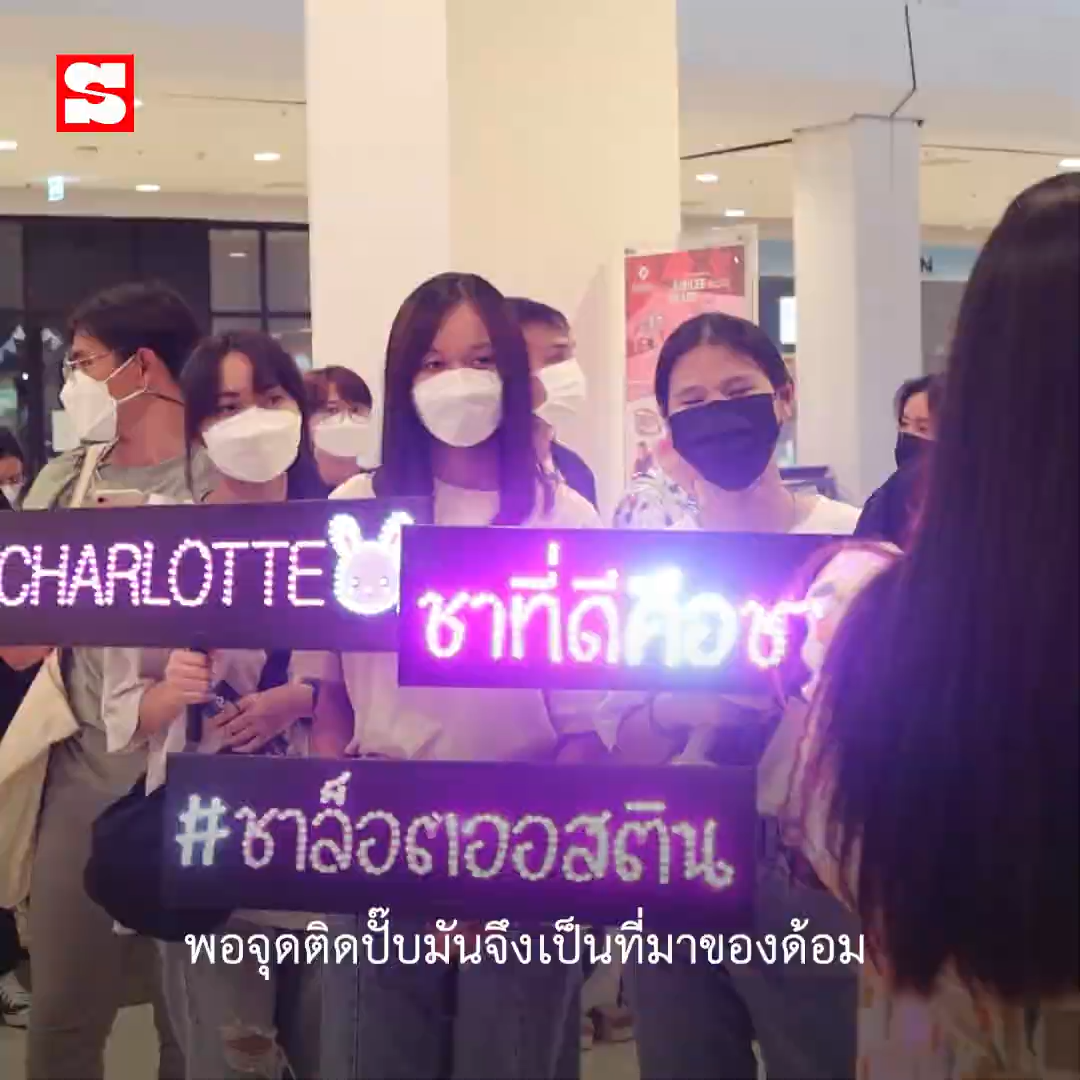 S
N
CHARLOTTE
ชาที่ดีคือชา
#ชาล็อตออสติน
พอจุดติดปั๊บมันจึงเป็นที่มาของด้อม